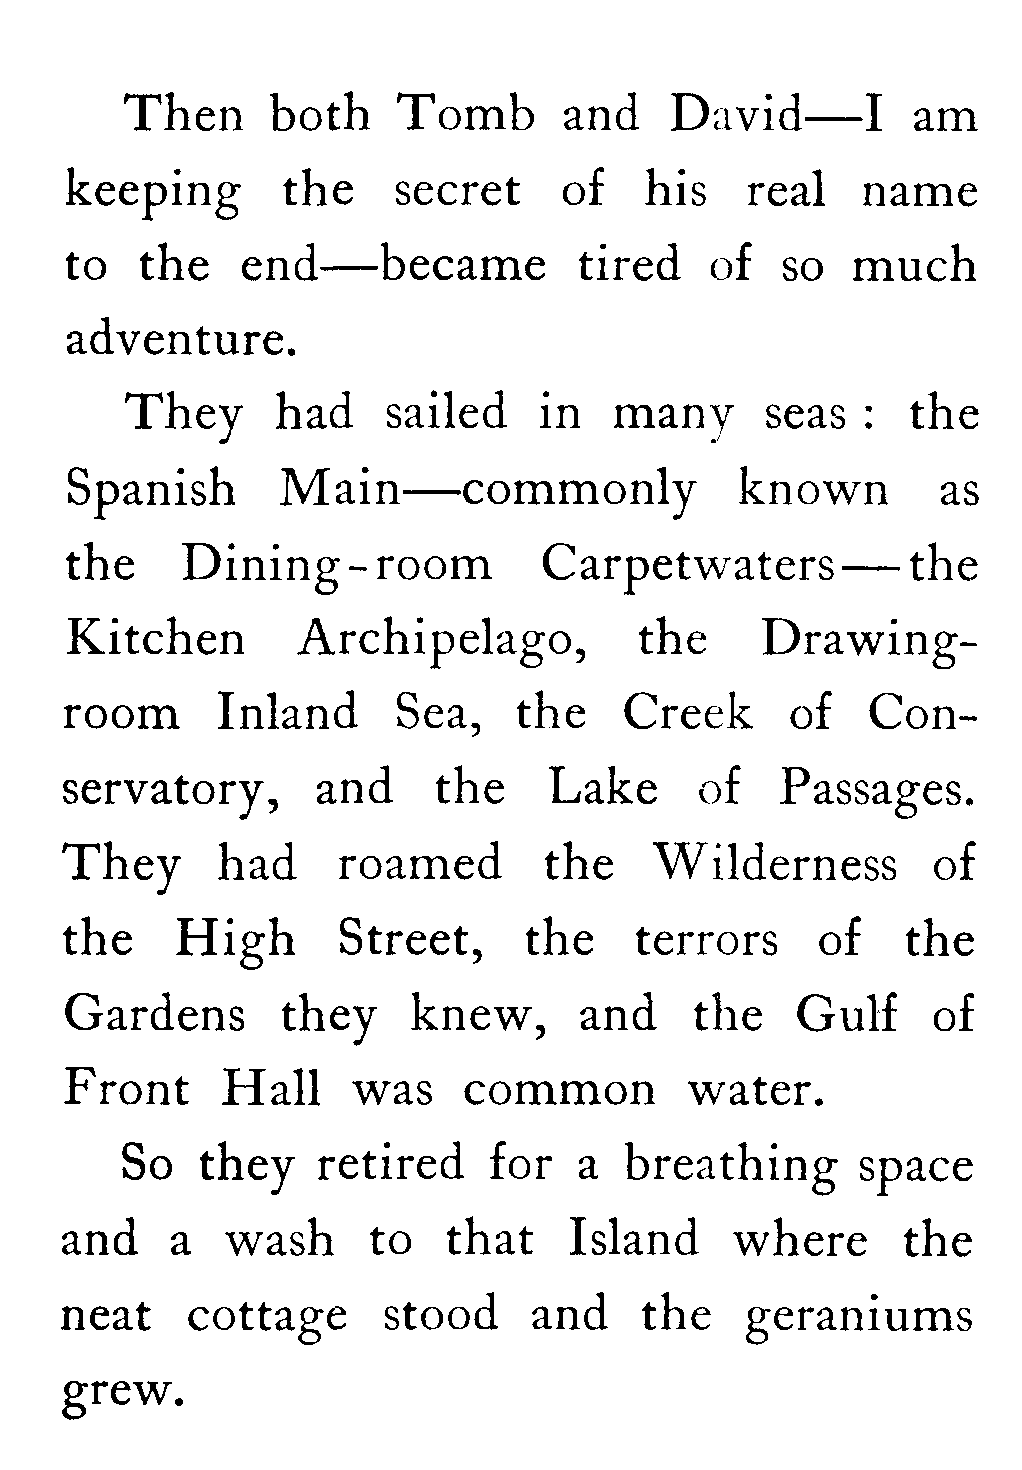 Then both Tomb and David—I am
keeping the secret of his real name
to the end—became tired of so much
adventure.
They had sailed in many seas : the
Spanish Main—commonly known as
the Dining-room Carpetwaters—the
Kitchen Archipelago, the Drawing-
room Inland Sea, the Creek of Con-
servatory, and the Lake of Passages.
They had roamed the Wilderness of
the High Street, the terrors of the
Gardens they knew, and the Gulf of
Front Hall was common water.
So they retired for a breathing space
and a wash to that Island where the
neat cottage stood and the geraniums
grew.